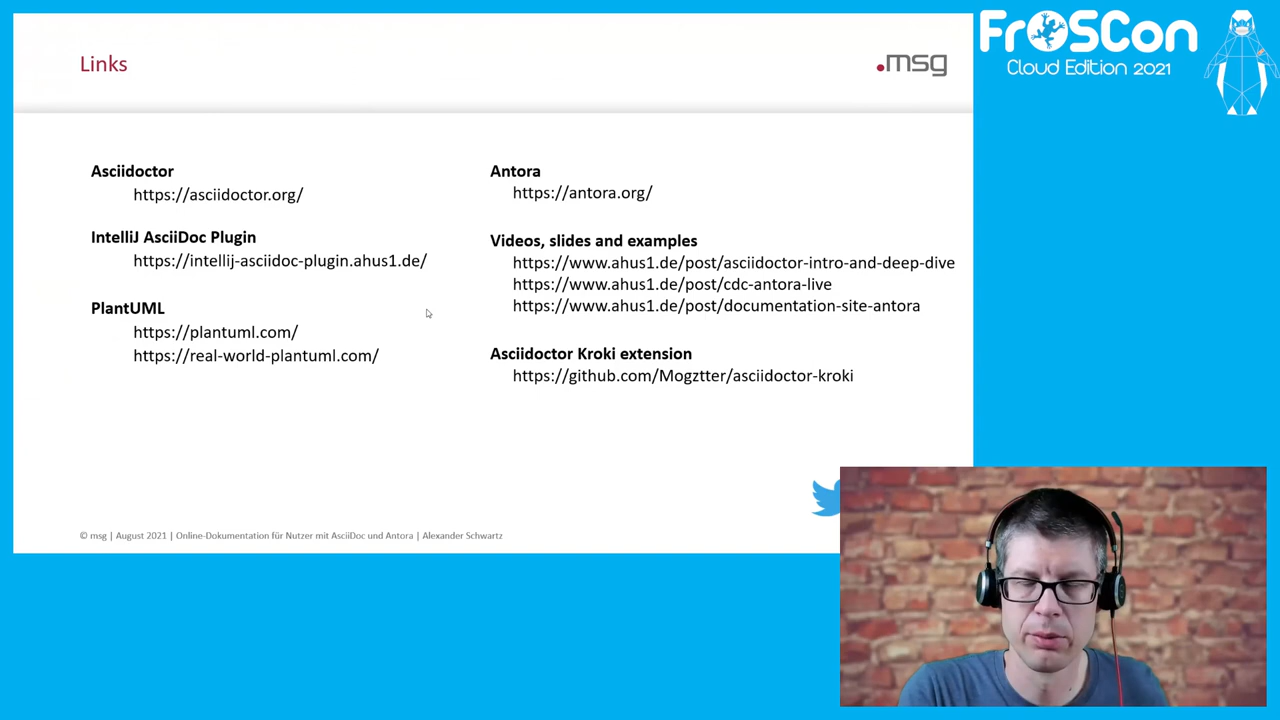 Links
.msg
FrOSCon
Cloud Edition 2021
Asciidoctor
https://asciidoctor.org/
IntelliJ AsciiDoc Plugin
https://intellij-asciidoc-plugin.ahus1.de/
PlantUML
https://plantuml.com/
https://real-world-plantuml.com/
Antora
https://antora.org/
Videos, slides and examples
https://www.ahus1.de/post/asciidoctor-intro-and-deep-dive
https://www.ahus1.de/post/cdc-antora-live
https://www.ahus1.de/post/documentation-site-antora
Asciidoctor Kroki extension
https://github.com/Mogztter/asciidoctor-kroki
© msg | August 2021 | Online-Dokumentation für Nutzer mit AsciiDoc und Antora | Alexander Schwartz